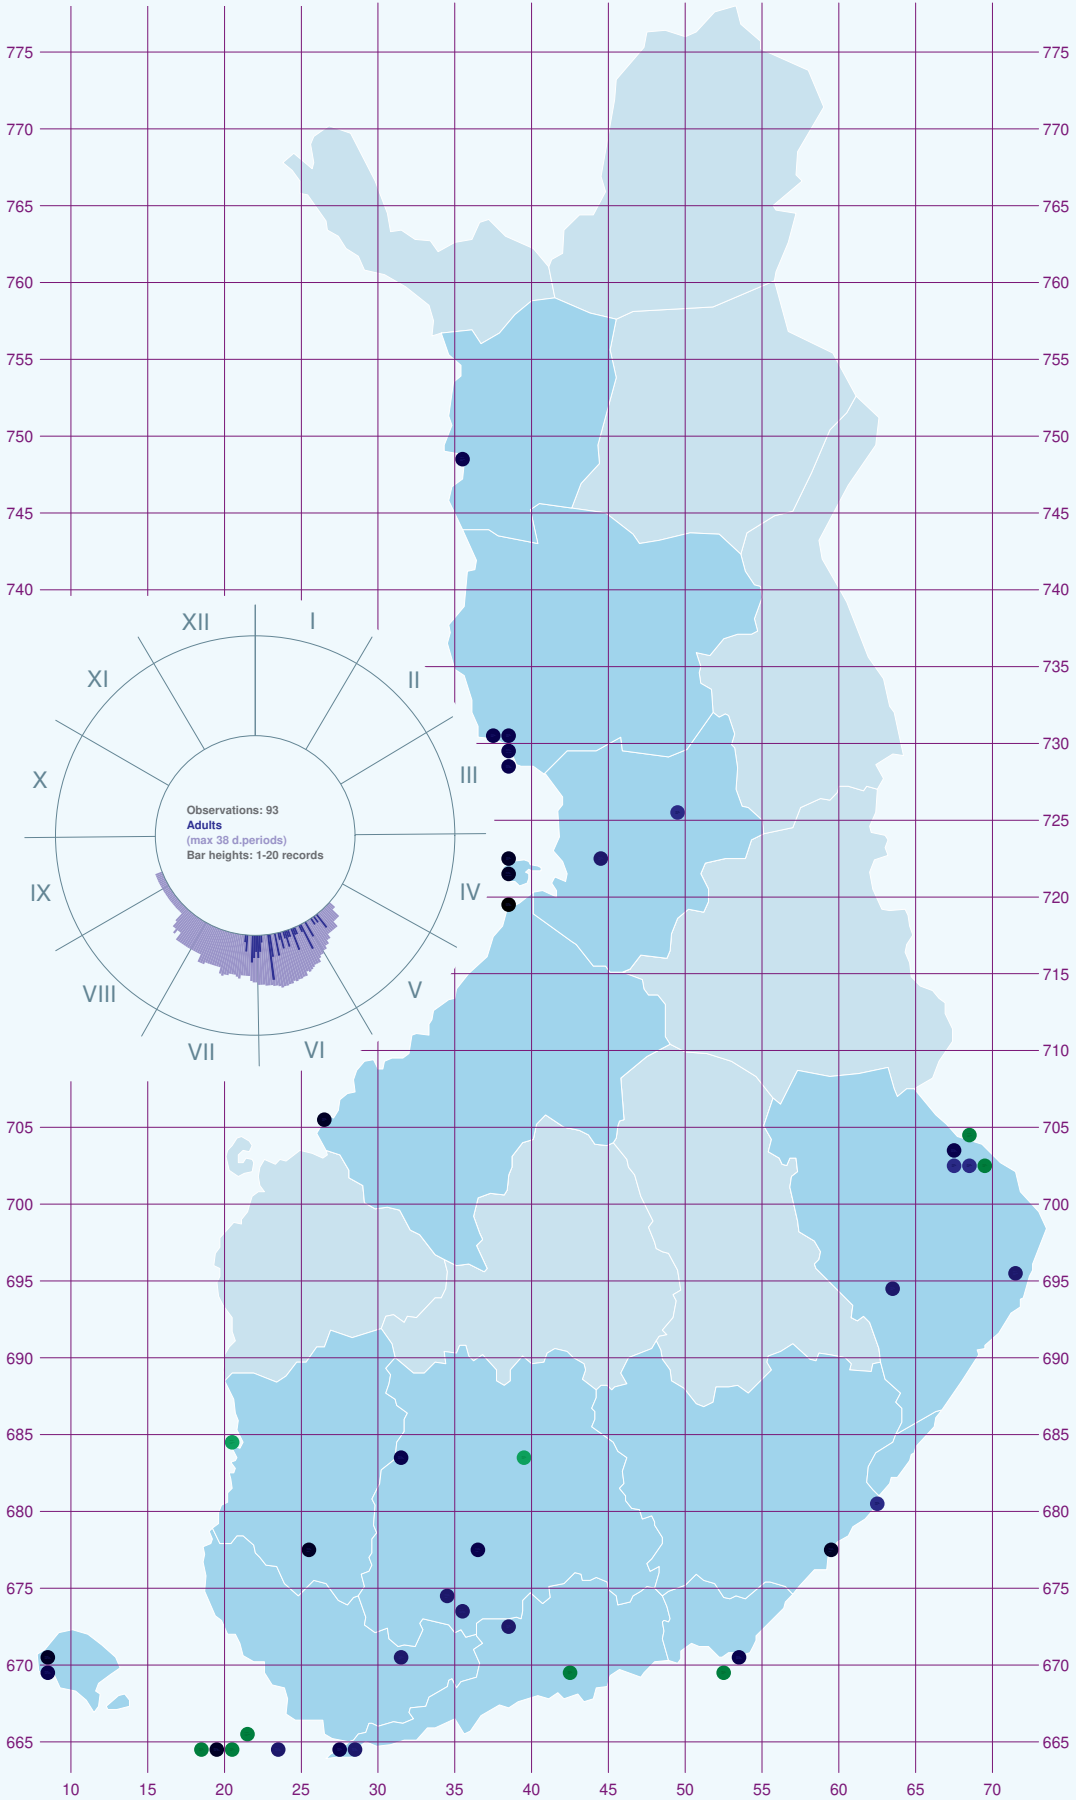 775 775
770 770
765 765
760 760
755 755
750 750
745 745
740 740
XII I
XI II
735
730
X III
Observations: 93
Adults
(max 38 d.periods)
Bar heights: 1-20 records
725
IX IV
720
VIII V
715
VII VI
710
705 705
700 700
695 695
690 690
685 685
680 680
675 675
670 670
665 665
10 15 20 25 30 35 40 45 50 55 60 65 70